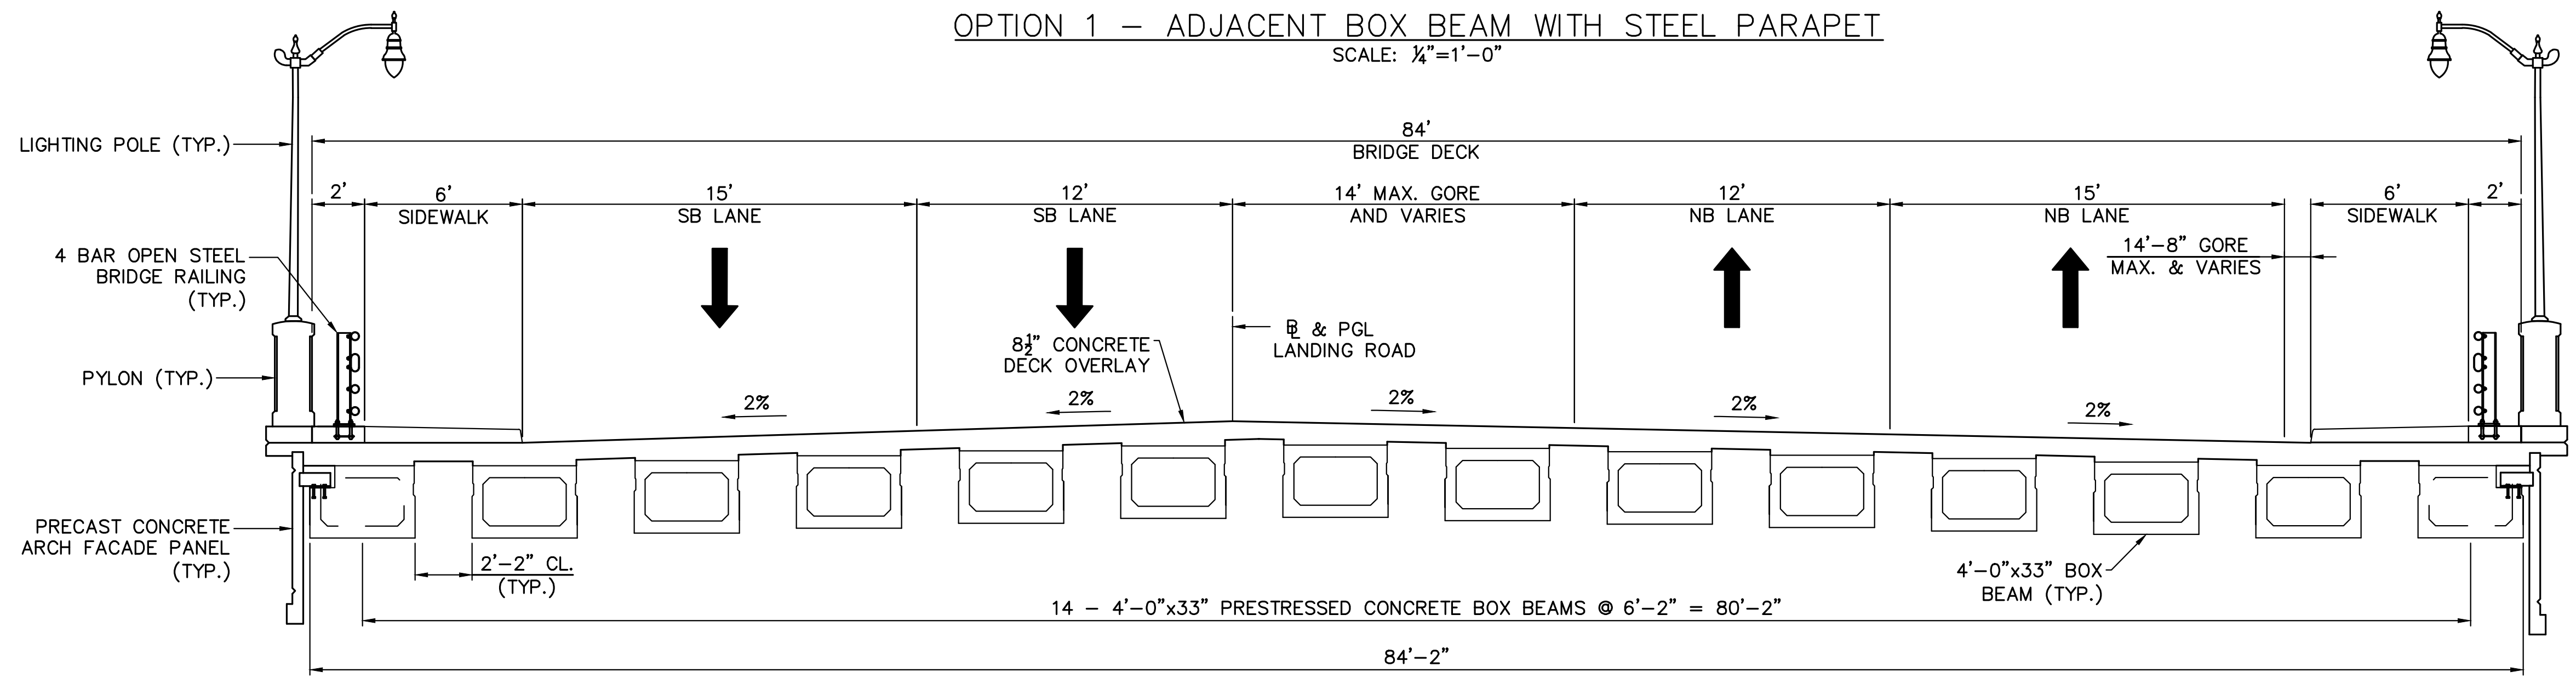 OPTION 1 - ADJACENT BOX BEAM WITH STEEL PARAPET
SCALE: ¼"=1'-0"
LIGHTING POLE (TYP.)
84'
BRIDGE DECK
2'
6'
SIDEWALK
15'
SB LANE
12'
SB LANE
14' MAX. GORE
AND VARIES
12'
NB LANE
15'
NB LANE
6'
SIDEWALK
2'
14'-8" GORE
MAX. & VARIES
4 BAR OPEN STEEL
BRIDGE RAILING
(TYP.)
BL & PGL
LANDING ROAD
8½" CONCRETE
DECK OVERLAY
PYLON (TYP.)
2%
2%
2%
2%
2%
PRECAST CONCRETE
ARCH FACADE PANEL
(TYP.)
2'-2" CL.
(TYP.)
4'-0"x33" BOX
BEAM (TYP.)
14 - 4'-0"x33" PRESTRESSED CONCRETE BOX BEAMS @ 6'-2" = 80'-2"
84'-2"